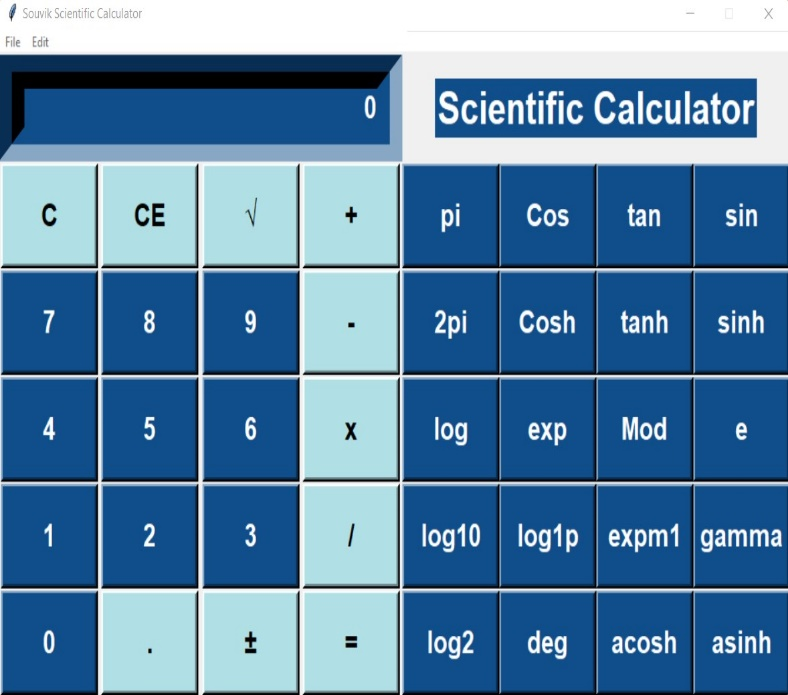 Souvik Scientific Calculator
File Edit
0 Scientific Calculator
C CE √ + pi Cos tan sin
7 8 9 - 2pi Cosh tanh sinh
4 5 6 x log exp Mod e
1 2 3 / log10 log1p expm1 gamma
0 . ± = log2 deg acosh asinh